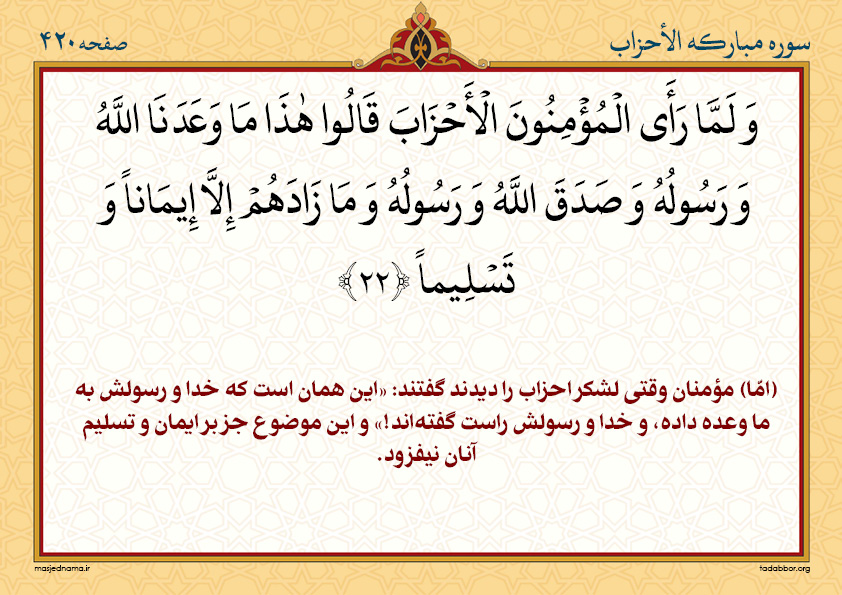 سوره مبارکه الأحزاب
صفحه ۴۲۰
وَ لَمَّا رَأَى الْمُؤْمِنُونَ الْأَحْزَابَ قَالُوا هٰذَا مَا وَعَدَنَا اللَّهُ
وَ رَسُولُهُ وَ صَدَقَ اللَّهُ وَ رَسُولُهُ وَ مَا زَادَهُمْ إِلَّا إِيمَاناً وَ
تَسْلِيماً ﴿۲۲﴾
(امّا) مؤمنان وقتی لشکر احزاب را دیدند گفتند: «این همان است که خدا و رسولش به
ما وعده داده، و خدا و رسولش راست گفته‌اند!» و این موضوع جز بر ایمان و تسلیم
آنان نیفزود.
masjednama.ir
tadabbor.org